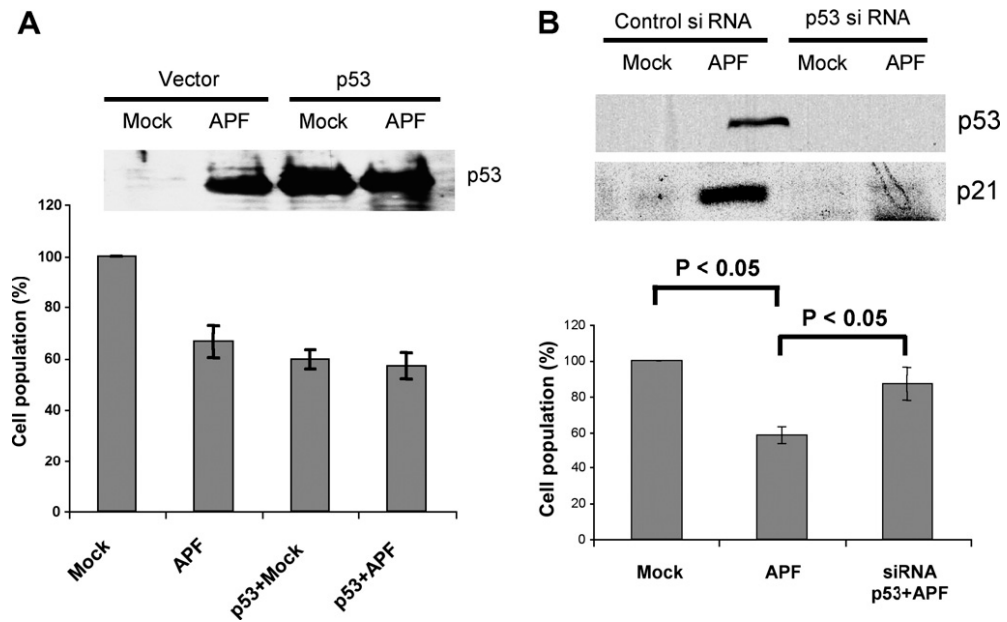 A
Vector p53
Mock APF Mock APF
p53
Cell population (%)
120
100
80
60
40
20
0
Mock APF p53+Mock p53+APF
B
Control si RNA p53 si RNA
Mock APF Mock APF
p53
p21
P < 0.05
P < 0.05
Cell population (%)
120
100
80
60
40
20
0
Mock APF siRNA
p53+APF